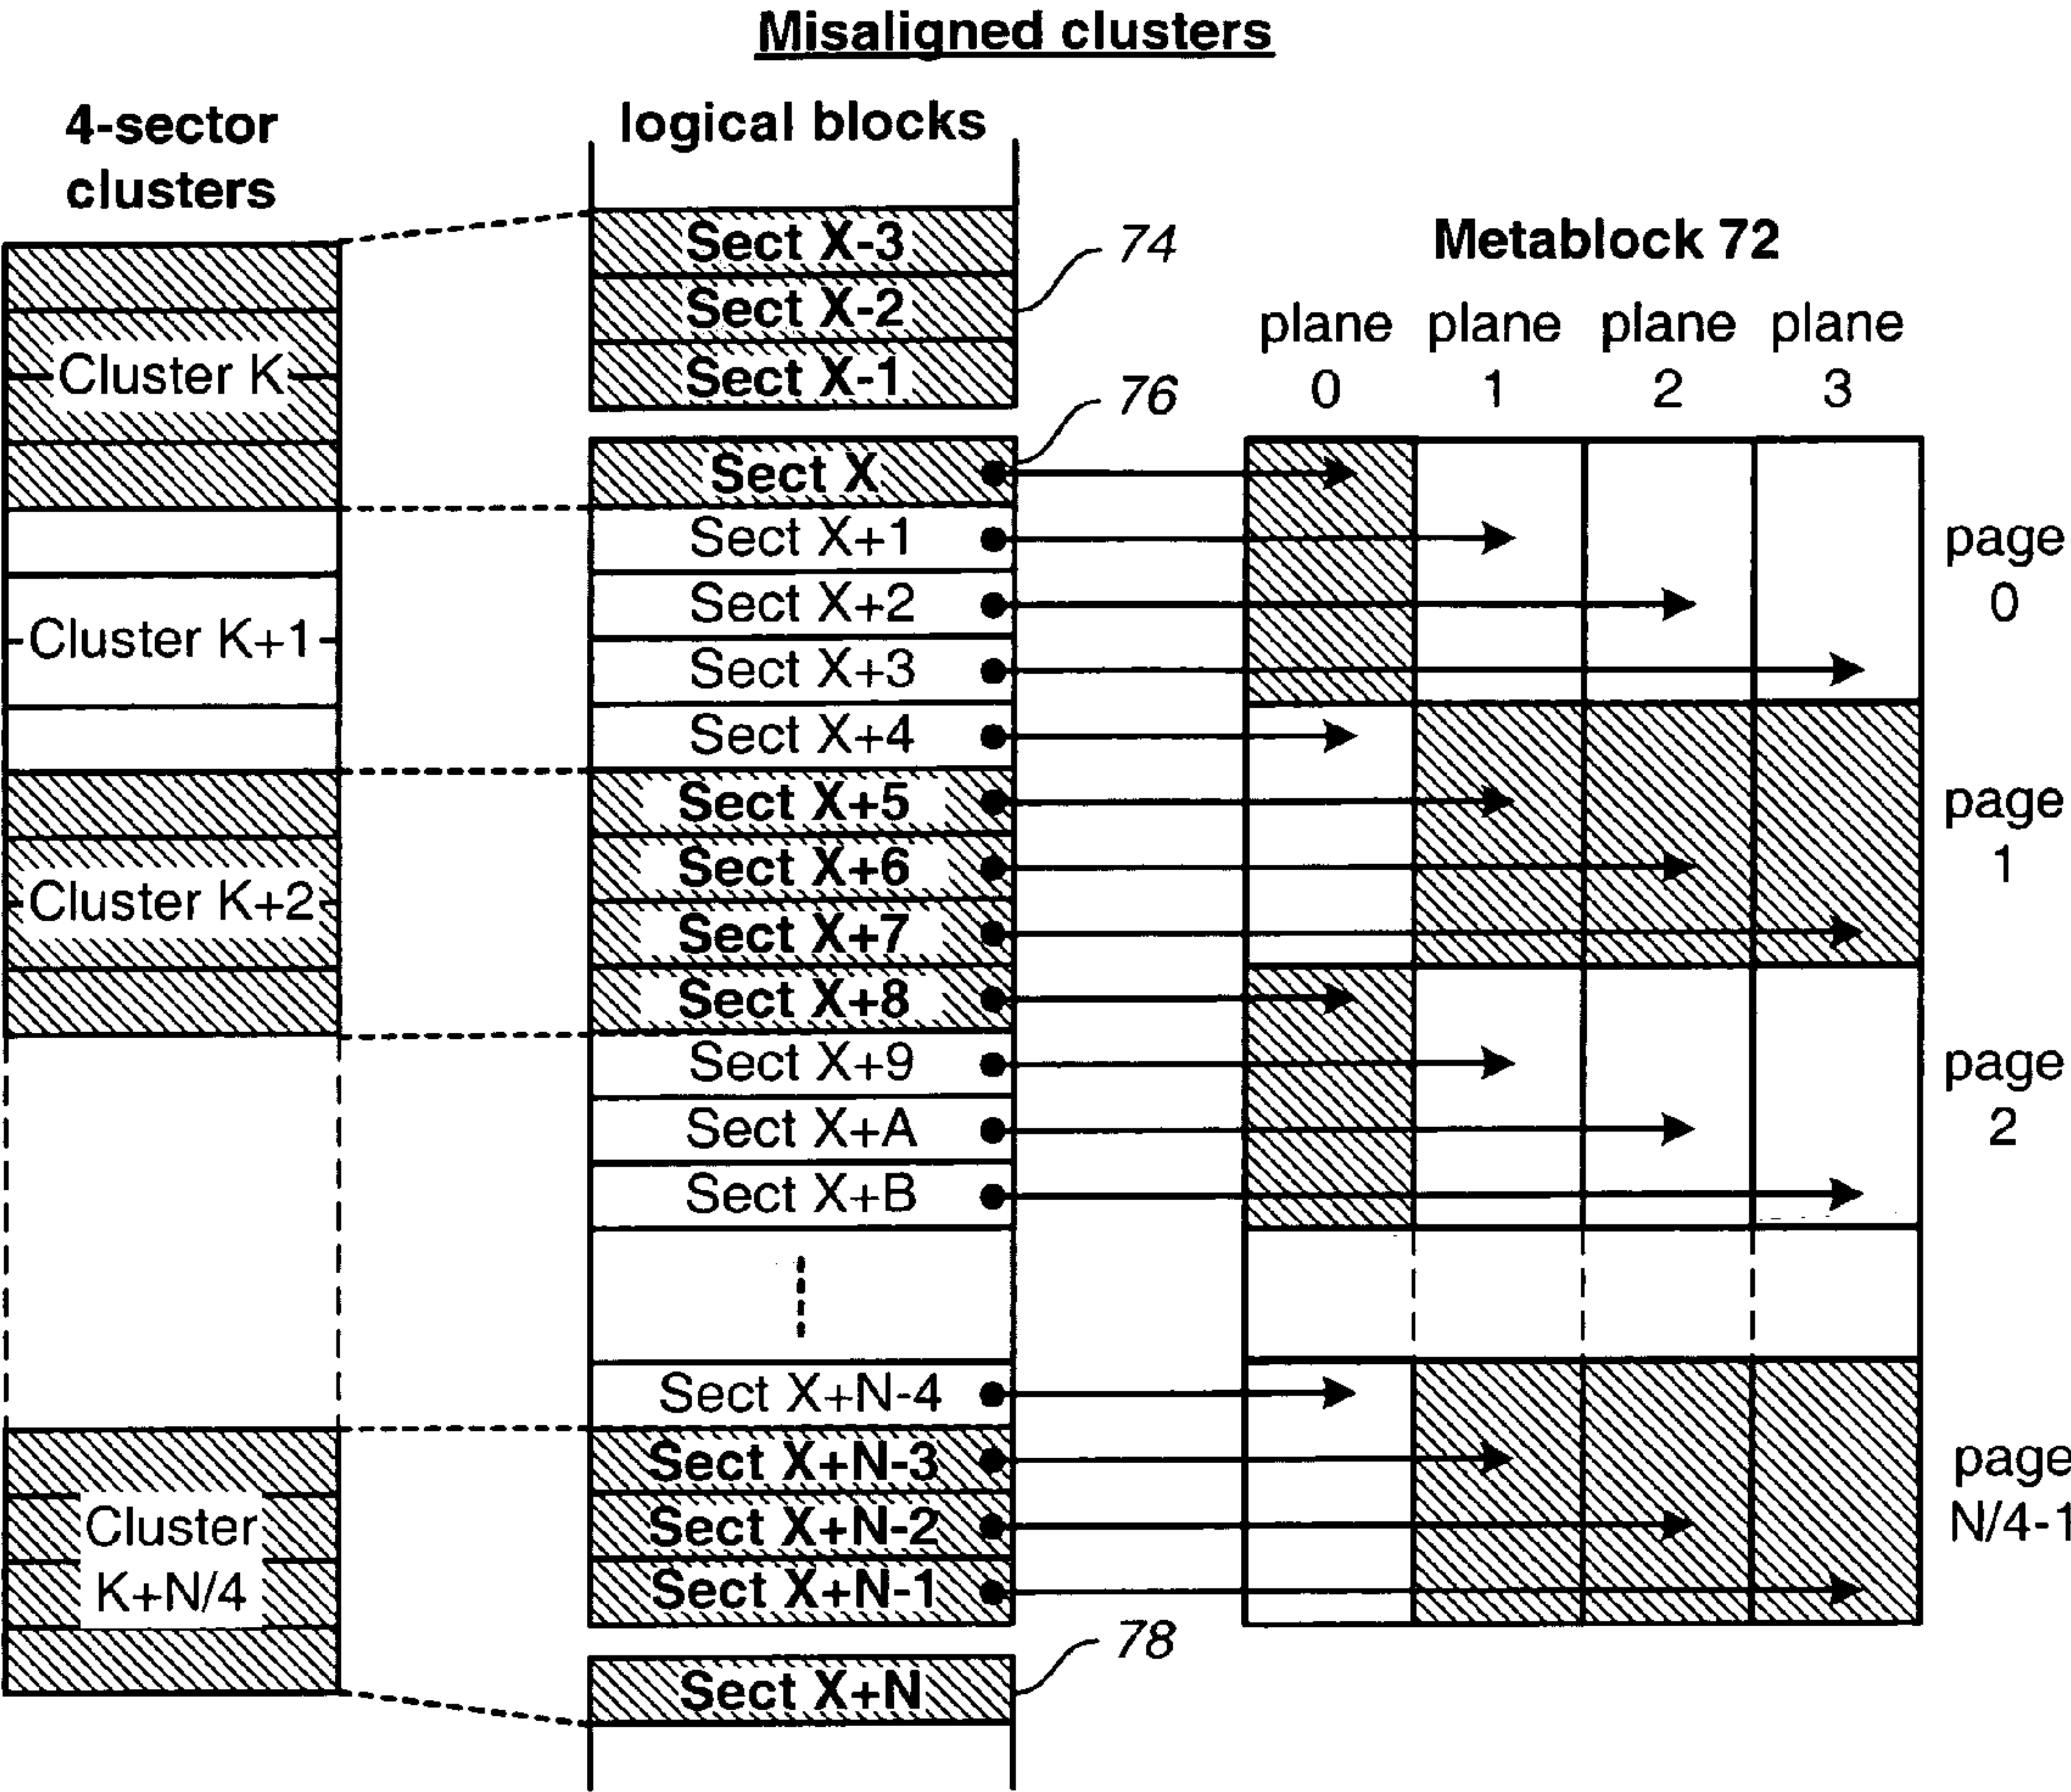 Misaligned clusters
4-sector
clusters
logical blocks
Metablock 72
Sect X-3
74
Sect X-2
Sect X-1
76
plane plane plane plane
0 1 2 3
Cluster K
Sect X
Sect X+1
page
0
Sect X+2
Cluster K+1
Sect X+3
Sect X+4
Sect X+5
page
1
Sect X+6
Cluster K+2
Sect X+7
Sect X+8
Sect X+9
page
2
Sect X+A
Sect X+B
Sect X+N-4
Sect X+N-3
page
N/4-1
Sect X+N-2
Cluster
K+N/4
Sect X+N-1
78
Sect X+N